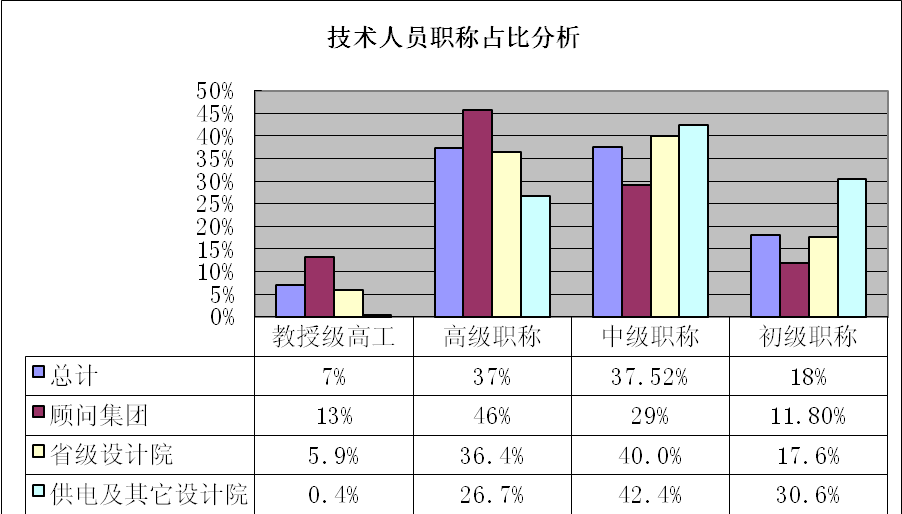 技术人员职称占比分析
50%
45%
40%
35%
30%
25%
20%
15%
10%
5%
0%
教授级高工 高级职称 中级职称 初级职称
总计 7% 37% 37.52% 18%
顾问集团 13% 46% 29% 11.80%
省级设计院 5.9% 36.4% 40.0% 17.6%
供电及其它设计院 0.4% 26.7% 42.4% 30.6%